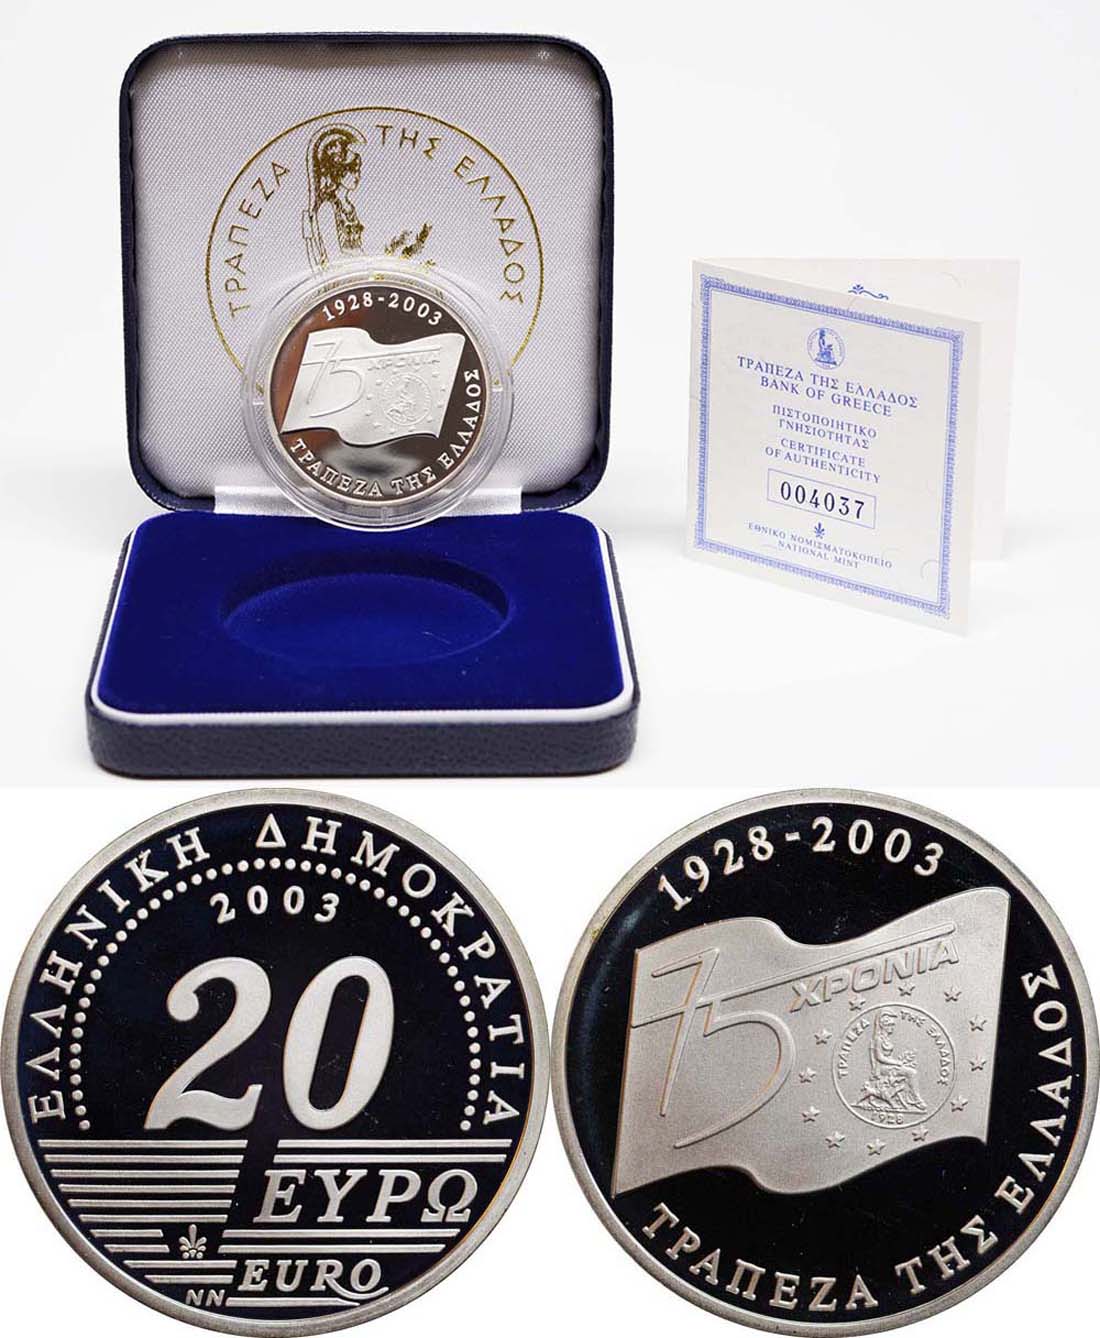 ΤΡΑΠΕΖΑ ΤΗΣ ΕΛΛΑΔΟΣ
1928-2003
75 ΧΡΟΝΙΑ
ΤΡΑΠΕΖΑ ΤΗΣ ΕΛΛΑΔΟΣ
ΤΡΑΠΕΖΑ ΤΗΣ ΕΛΛΑΔΟΣ
BANK OF GREECE
ΠΙΣΤΟΠΟΙΗΤΙΚΟ
ΓΝΗΣΙΟΤΗΤΑΣ
CERTIFICATE
OF AUTHENTICITY
004037
ΕΘΝΙΚΟ ΝΟΜΙΣΜΑΤΟΚΟΠΕΙΟ
NATIONAL MINT
ΕΛΛΗΝΙΚΗ ΔΗΜΟΚΡΑΤΙΑ
2003
20
ΕΥΡΩ
EURO
NN
1928-2003
75 ΧΡΟΝΙΑ
ΤΡΑΠΕΖΑ ΤΗΣ ΕΛΛΑΔΟΣ
1928
ΤΡΑΠΕΖΑ ΤΗΣ ΕΛΛΑΔΟΣ